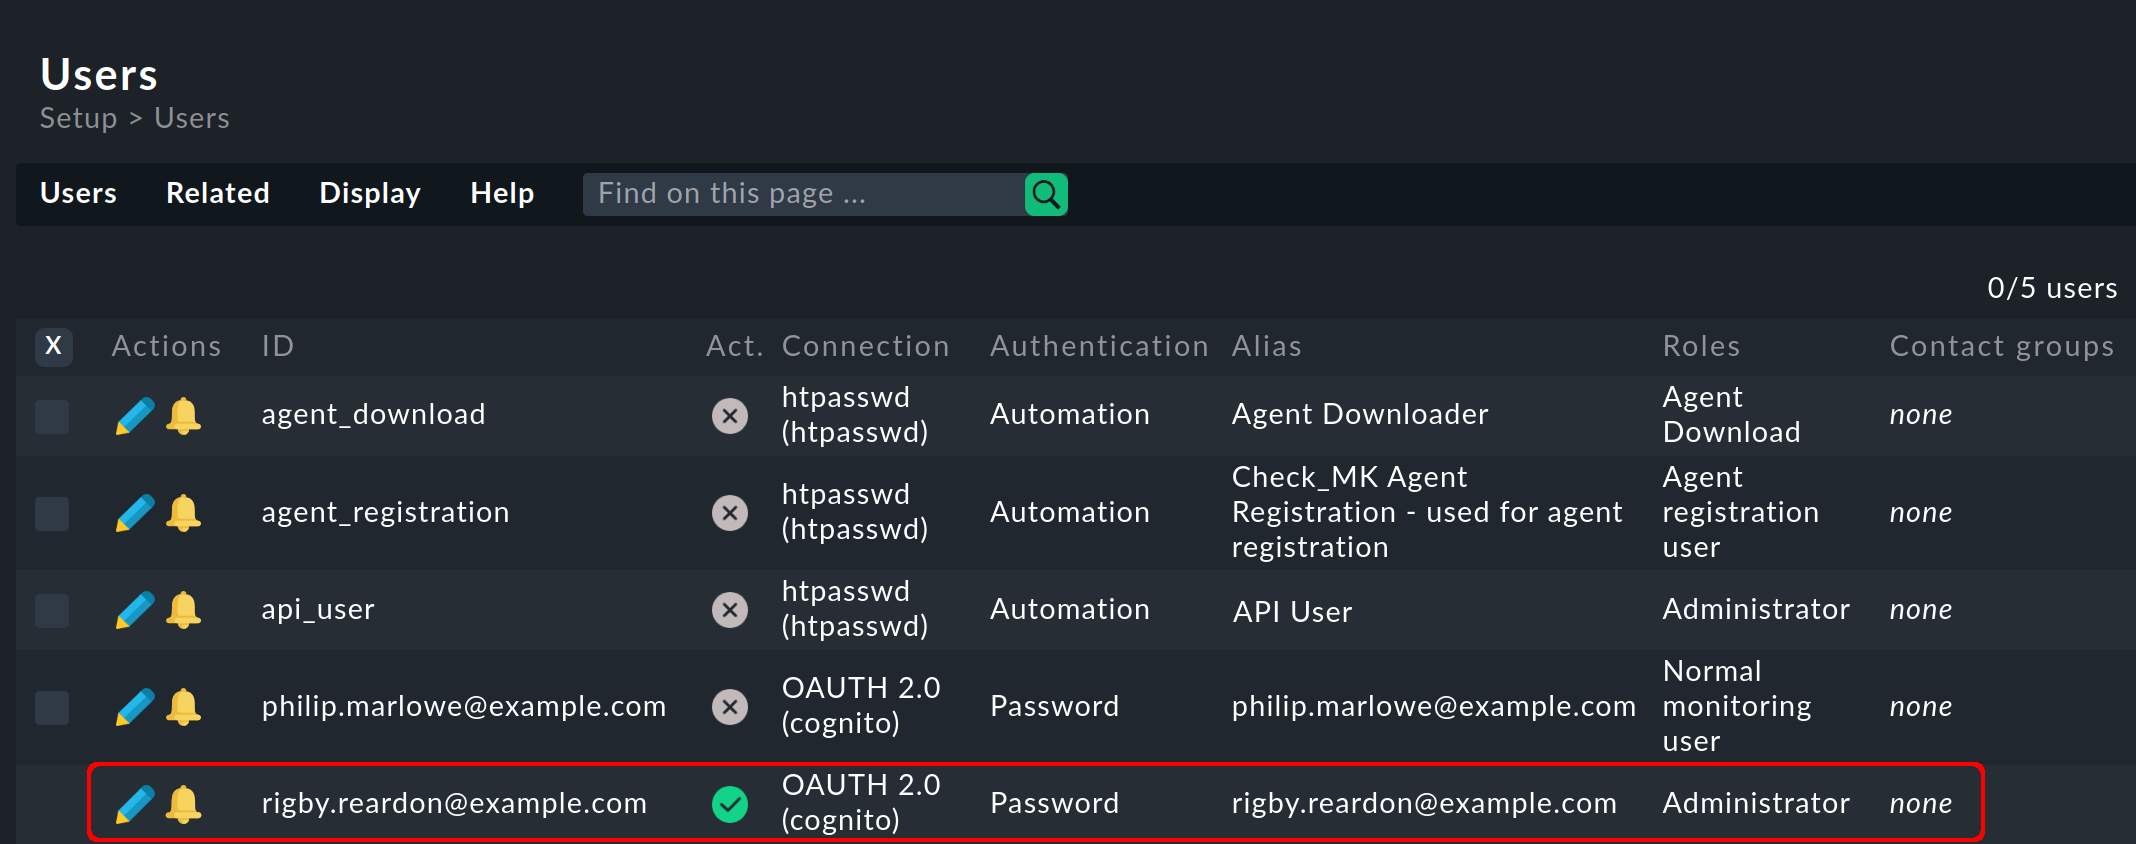 Users
Setup > Users
Users Related Display Help Find on this page ...
0/5 users
X Actions ID Act. Connection Authentication Alias Roles Contact groups
agent_download htpasswd (htpasswd) Automation Agent Downloader Agent Download none
agent_registration htpasswd (htpasswd) Automation Check_MK Agent Registration - used for agent registration Agent registration user none
api_user htpasswd (htpasswd) Automation API User Administrator none
philip.marlowe@example.com OAUTH 2.0 (cognito) Password philip.marlowe@example.com Normal monitoring user none
rigby.reardon@example.com OAUTH 2.0 (cognito) Password rigby.reardon@example.com Administrator none